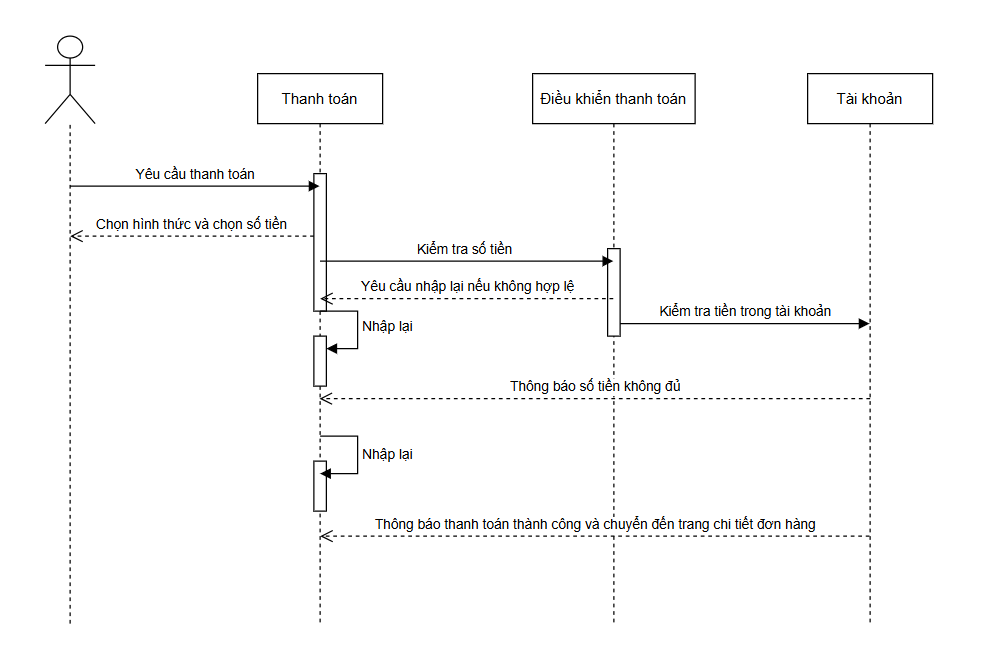 Thanh toán
Điều khiển thanh toán
Tài khoản
Yêu cầu thanh toán
Chọn hình thức và chọn số tiền
Kiểm tra số tiền
Yêu cầu nhập lại nếu không hợp lệ
Kiểm tra tiền trong tài khoản
Nhập lại
Thông báo số tiền không đủ
Nhập lại
Thông báo thanh toán thành công và chuyển đến trang chi tiết đơn hàng